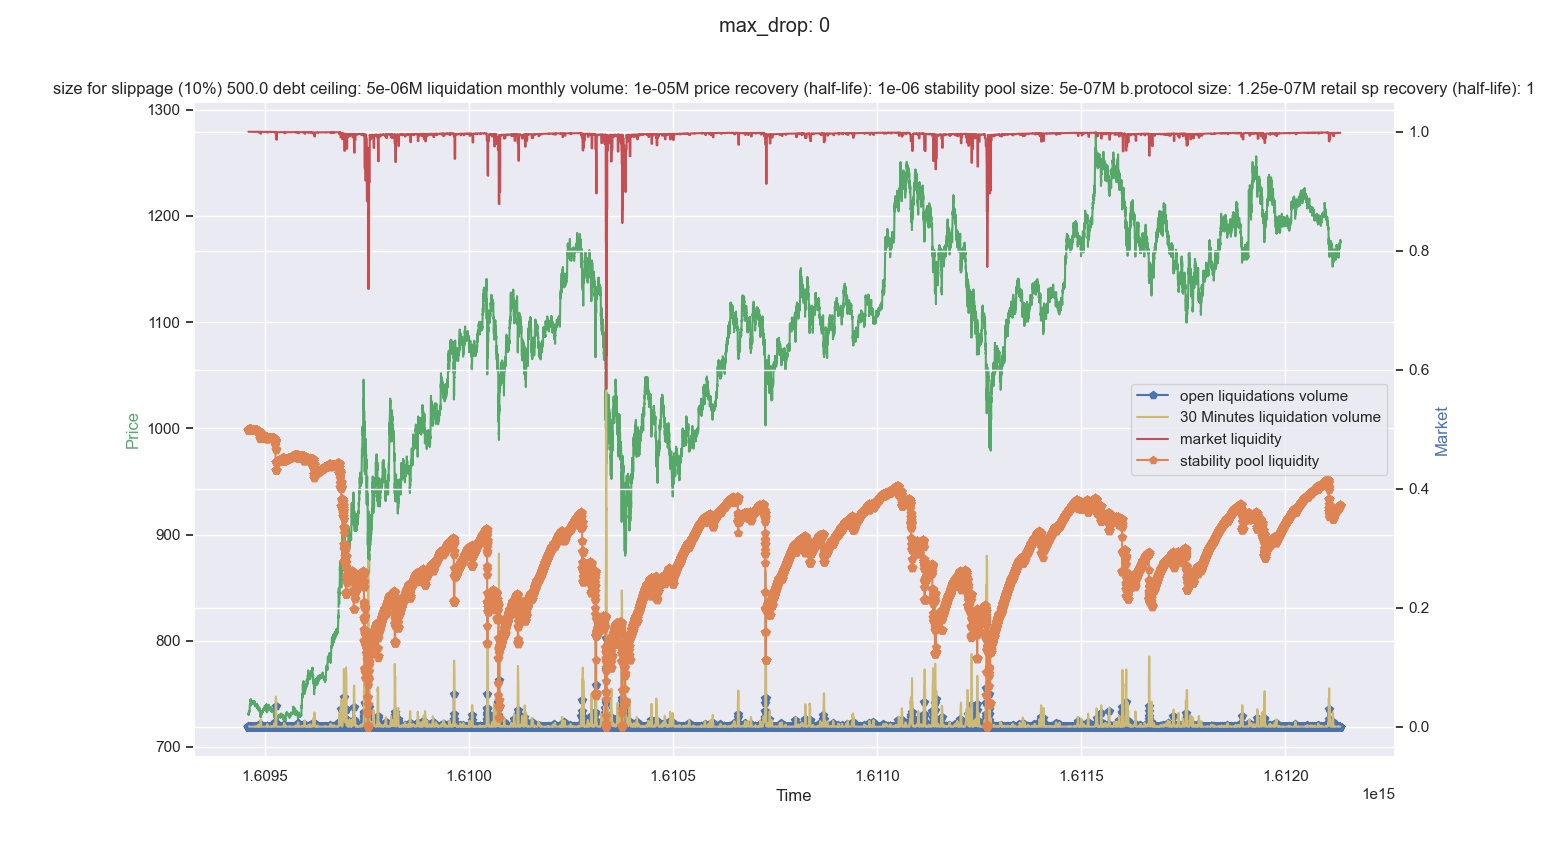 max_drop: 0
size for slippage (10%) 500.0 debt ceiling: 5e-06M liquidation monthly volume: 1e-05M price recovery (half-life): 1e-06 stability pool size: 5e-07M b.protocol size: 1.25e-07M retail sp recovery (half-life): 1
1300
1200
1100
1000
900
800
700
Price
1.0
0.8
0.6
0.4
0.2
0.0
Market
open liquidations volume
30 Minutes liquidation volume
market liquidity
stability pool liquidity
1.6095 1.6100 1.6105 1.6110 1.6115 1.6120
Time
1e15